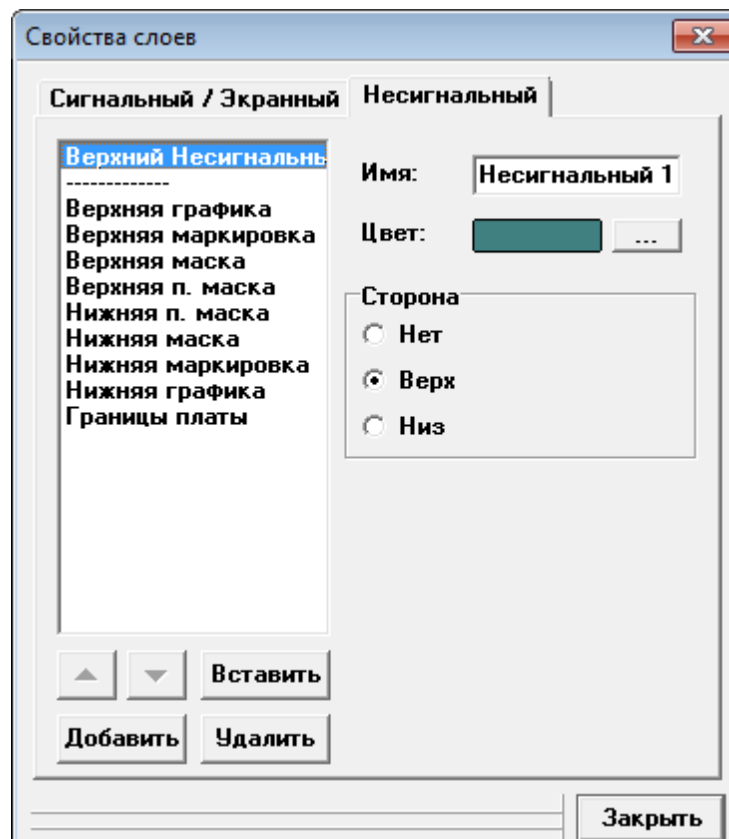 Свойства слоев
Сигнальный / Экранный
Несигнальный
Верхний Несигнальнь
-------------
Верхняя графика
Верхняя маркировка
Верхняя маска
Верхняя п. маска
Нижняя п. маска
Нижняя маска
Нижняя маркировка
Нижняя графика
Границы платы
Имя:
Несигнальный 1
Цвет:
...
Сторона
Нет
Верх
Низ
Вставить
Добавить
Удалить
Закрыть